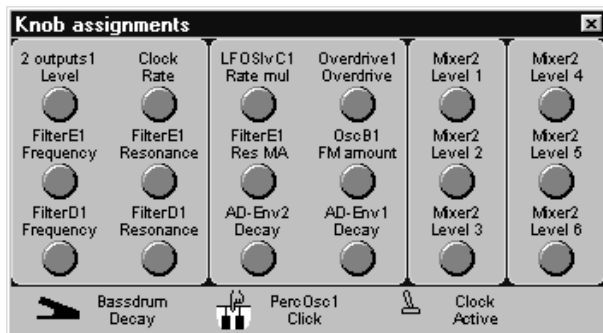 Knob assignments
2 outputs1 Clock LFOSlvC1 Overdrive1 Mixer2 Mixer2
Level Rate Rate mul Overdrive Level 1 Level 4
FilterE1 FilterE1 FilterE1 OscB1 Mixer2 Mixer2
Frequency Resonance Res MA FM amount Level 2 Level 5
FilterD1 FilterD1 AD-Env2 AD-Env1 Mixer2 Mixer2
Frequency Resonance Decay Decay Level 3 Level 6
Bassdrum PercOsc1 Clock
Decay Click Active